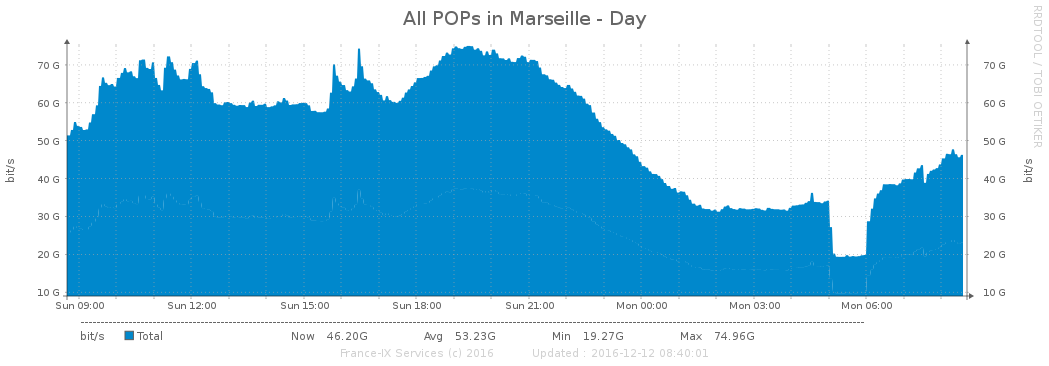 All POPs in Marseille - Day
RRDTOOL / TOBI OETIKER
bit/s
70 G 70 G
60 G 60 G
50 G 50 G
40 G 40 G
30 G 30 G
20 G 20 G
10 G 10 G
bit/s
Sun 09:00 Sun 12:00 Sun 15:00 Sun 18:00 Sun 21:00 Mon 00:00 Mon 03:00 Mon 06:00
bit/s Total Now 46.20G Avg 53.23G Min 19.27G Max 74.96G
France-IX Services (c) 2016 Updated : 2016-12-12 08:40:01